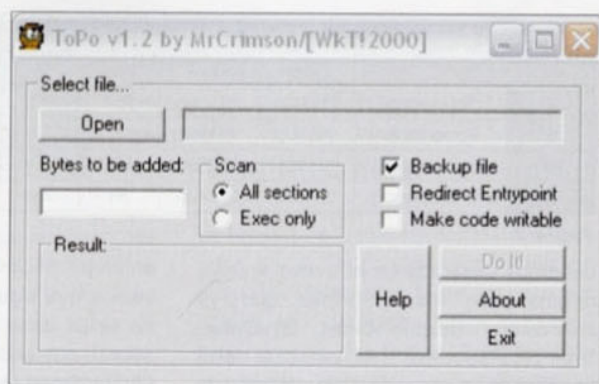 ToPo v1.2 by MrCrimson/[WkT!2000]
Select file...
Open
Bytes to be added:
Scan
All sections
Exec only
Backup file
Redirect Entrypoint
Make code writable
Result:
Help
Do It!
About
Exit